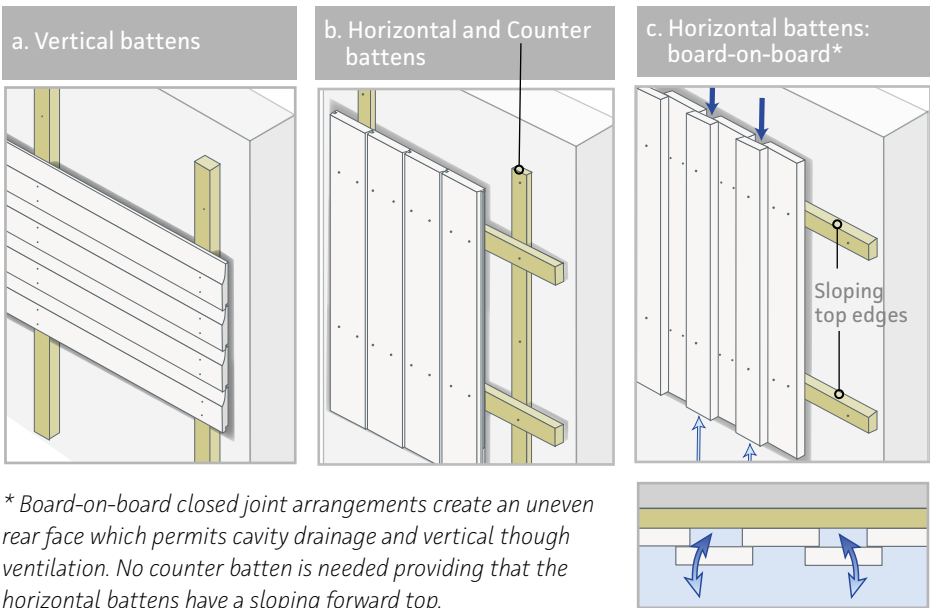 a. Vertical battens
b. Horizontal and Counter
battens
c. Horizontal battens:
board-on-board*
Sloping
top edges
* Board-on-board closed joint arrangements create an uneven
rear face which permits cavity drainage and vertical though
ventilation. No counter batten is needed providing that the
horizontal battens have a sloping forward top.